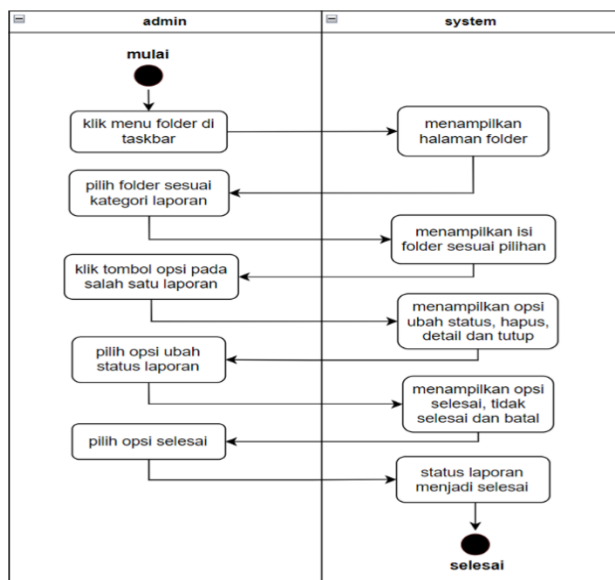 admin
system
mulai
klik menu folder di
taskbar
menampilkan
halaman folder
pilih folder sesuai
kategori laporan
menampilkan isi
folder sesuai pilihan
klik tombol opsi pada
salah satu laporan
menampilkan opsi
ubah status, hapus,
detail dan tutup
pilih opsi ubah
status laporan
menampilkan opsi
selesai, tidak
selesai dan batal
pilih opsi selesai
status laporan
menjadi selesai
selesai